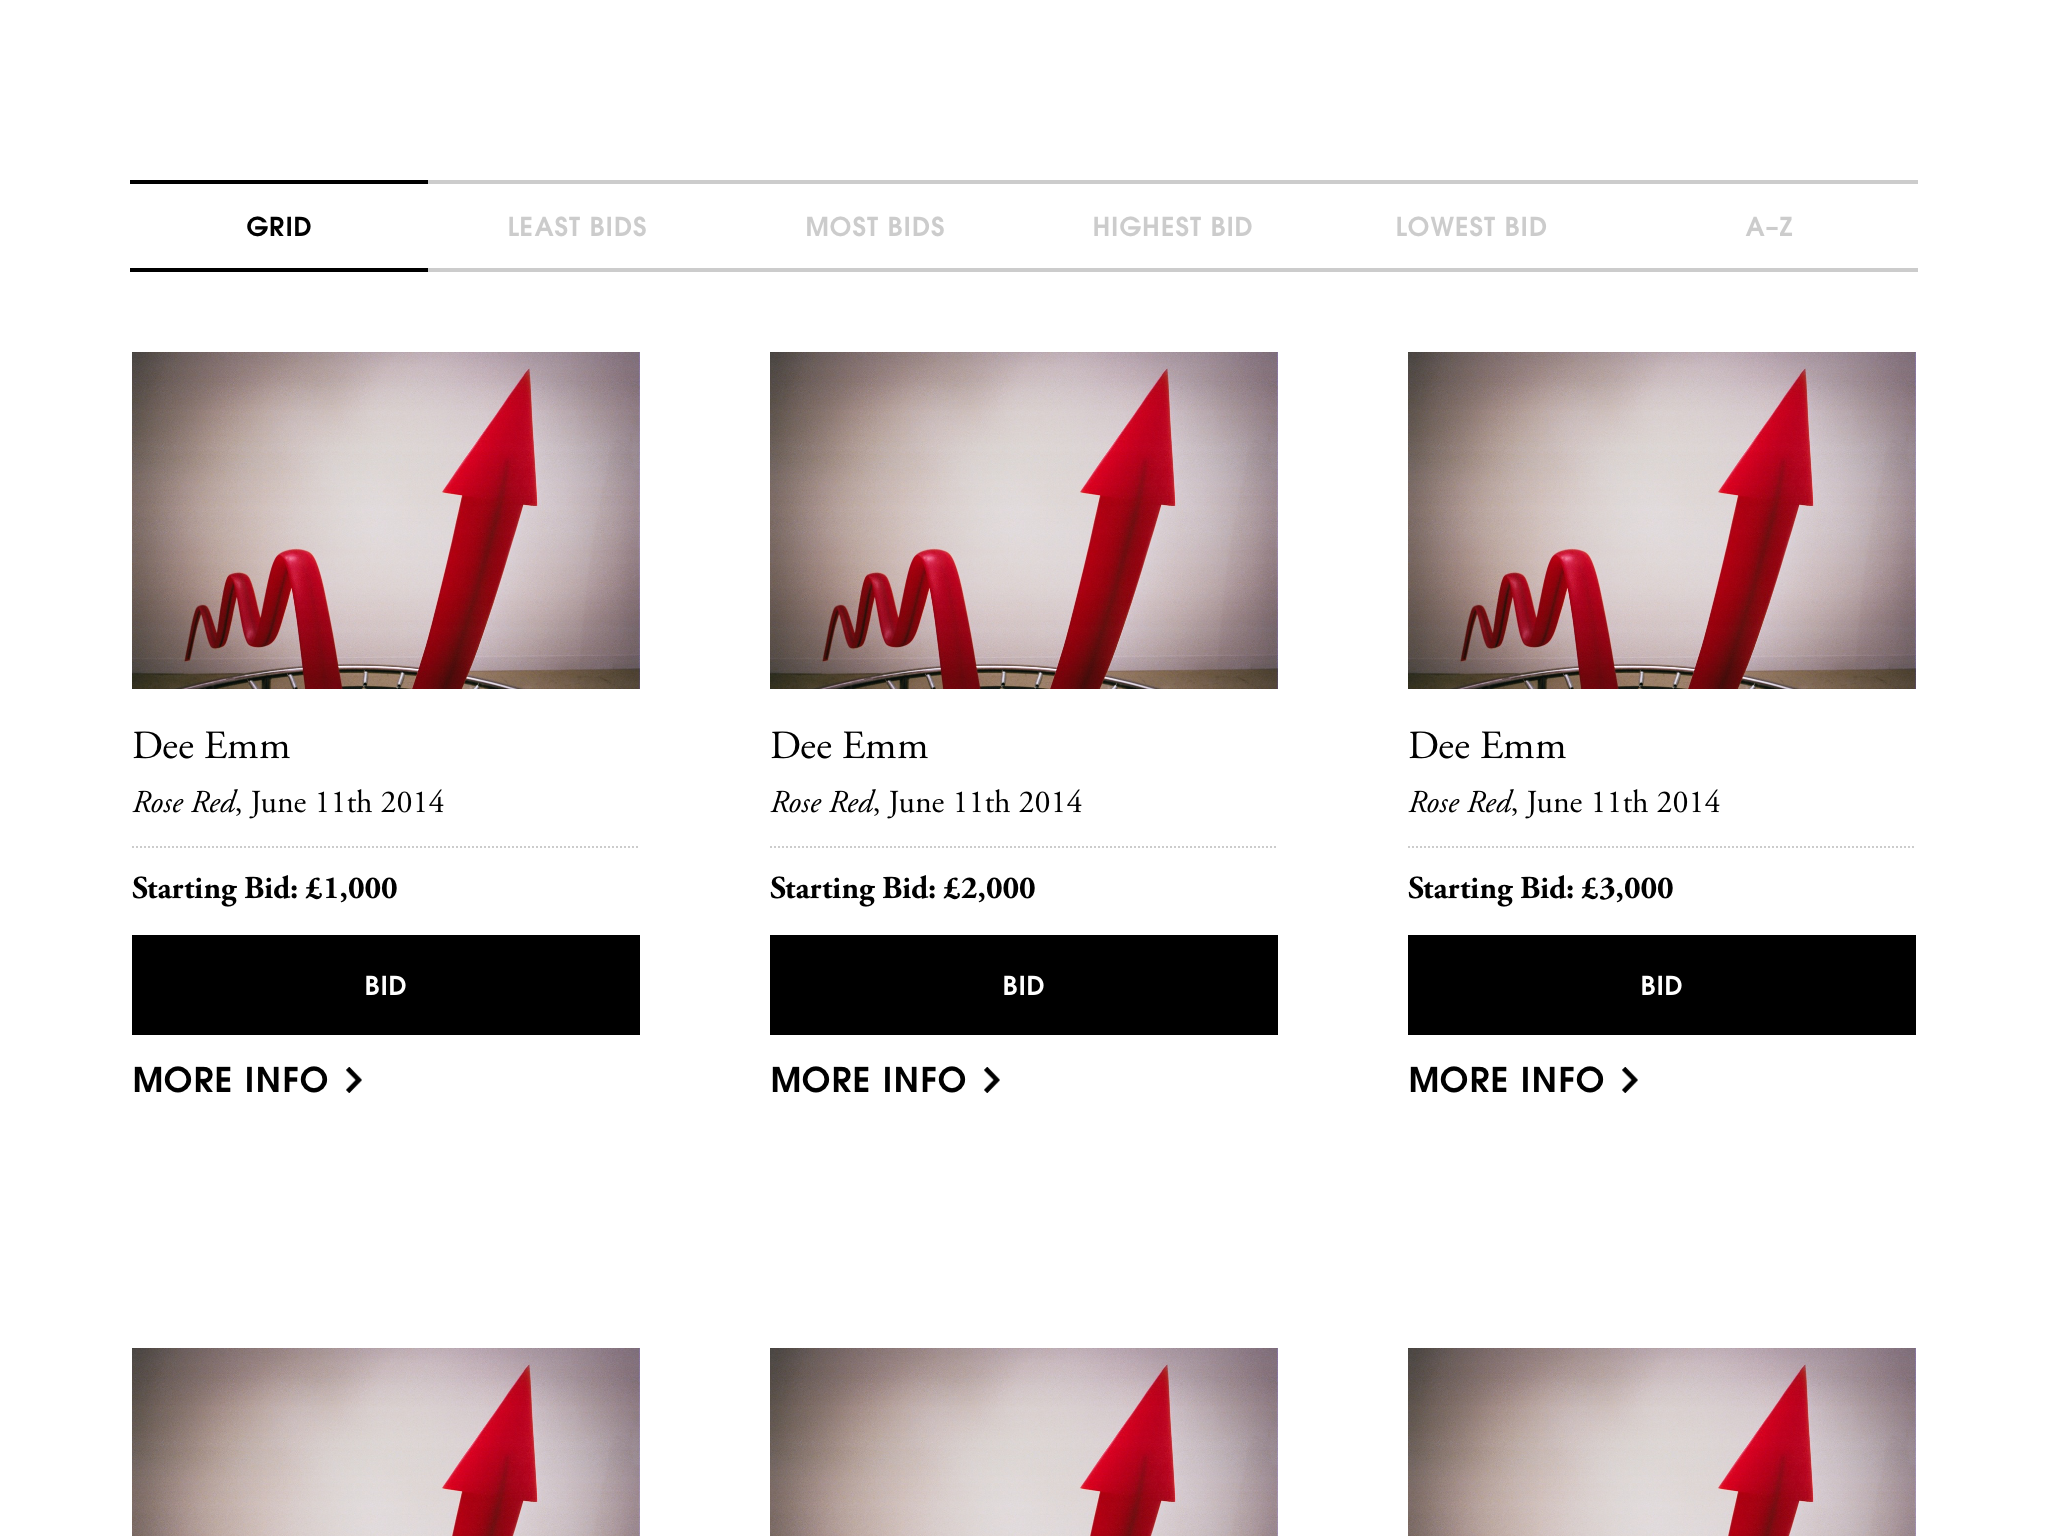 GRID LEAST BIDS MOST BIDS HIGHEST BID LOWEST BID A–Z
Dee Emm
Rose Red, June 11th 2014
Starting Bid: £1,000
BID
MORE INFO
Dee Emm
Rose Red, June 11th 2014
Starting Bid: £2,000
BID
MORE INFO
Dee Emm
Rose Red, June 11th 2014
Starting Bid: £3,000
BID
MORE INFO